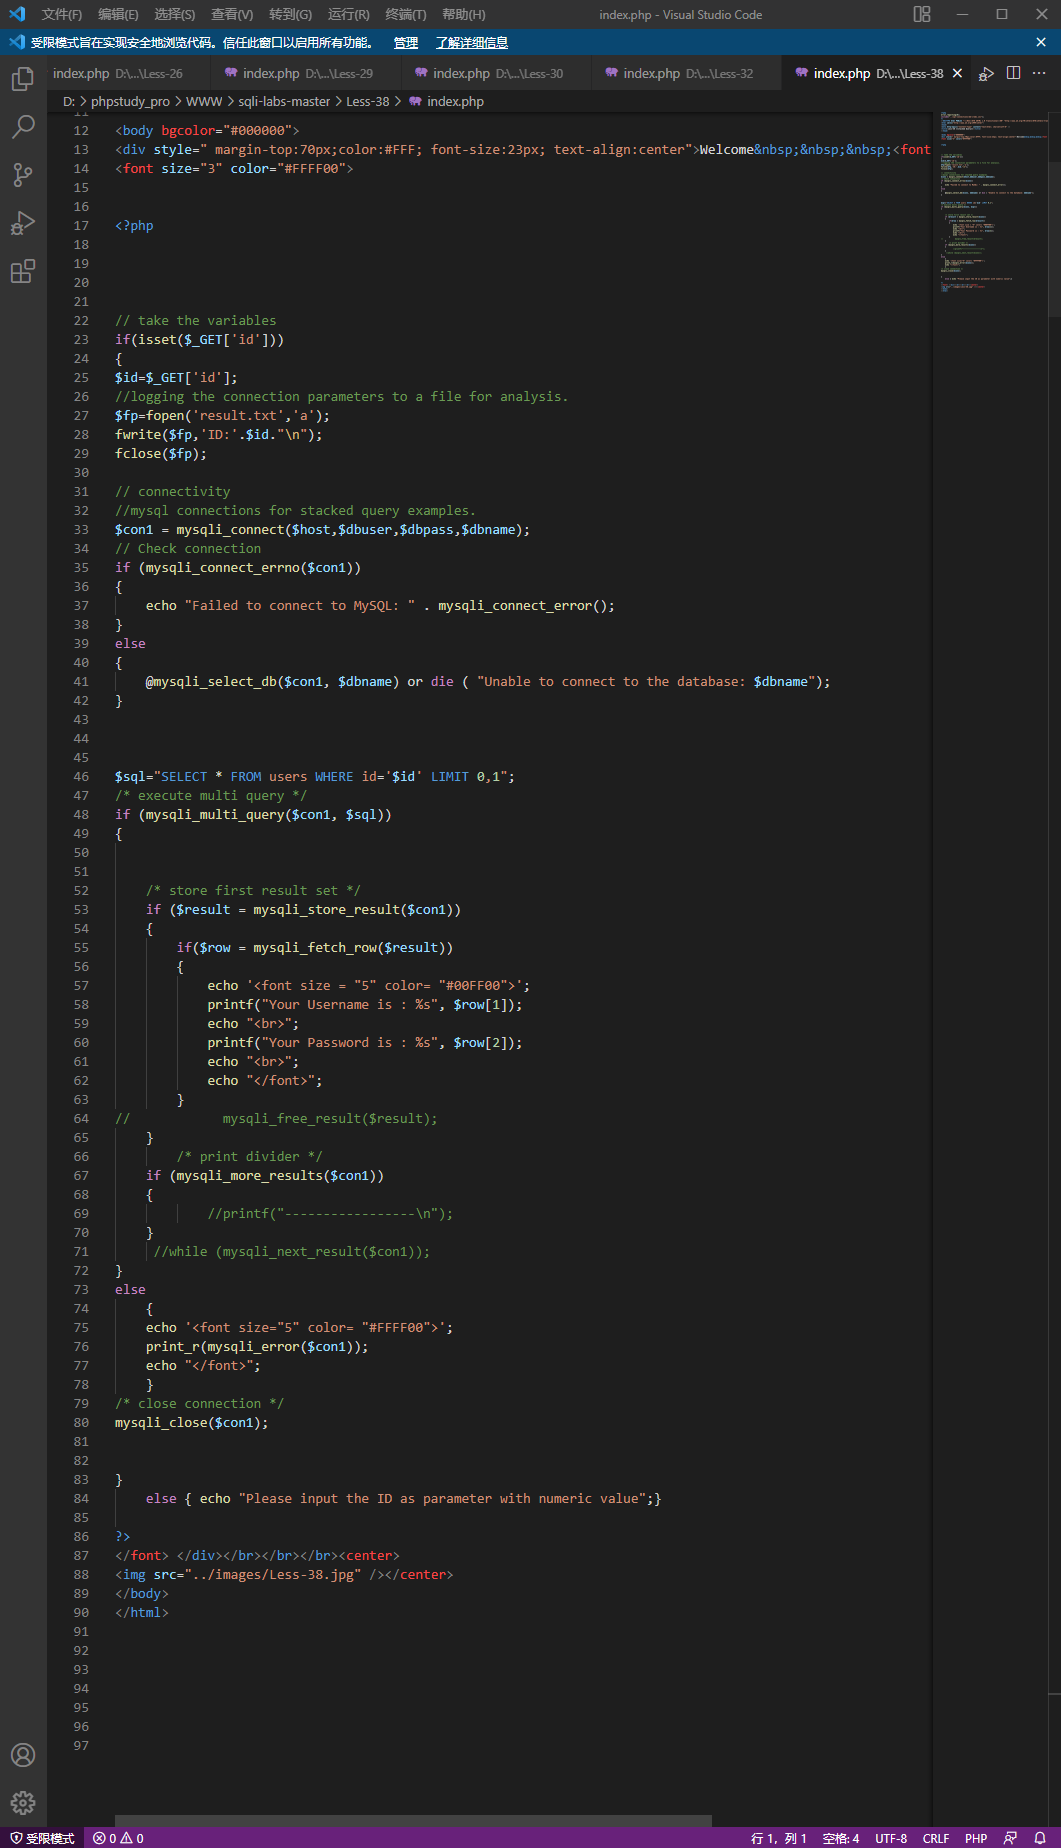 文件(F) 编辑(E) 选择(S) 查看(V) 转到(G) 运行(R) 终端(T) 帮助(H) index.php - Visual Studio Code
受限模式旨在实现安全地浏览代码。信任此窗口以启用所有功能。 管理 了解详细信息
index.php D:\...\Less-26 index.php D:\...\Less-29 index.php D:\...\Less-30 index.php D:\...\Less-32 index.php D:\...\Less-38
D: > phpstudy_pro > WWW > sqli-labs-master > Less-38 > index.php
11
12 <body bgcolor="#000000">
13 <div style=" margin-top:70px;color:#FFF; font-size:23px; text-align:center">Welcome&nbsp;&nbsp;&nbsp;<font
14 <font size="3" color="#FFFF00">
15
16
17 <?php
18
19
20
21
22 // take the variables
23 if(isset($_GET['id']))
24 {
25 $id=$_GET['id'];
26 //logging the connection parameters to a file for analysis.
27 $fp=fopen('result.txt','a');
28 fwrite($fp,'ID:'.$id."\n");
29 fclose($fp);
30
31 // connectivity
32 //mysql connections for stacked query examples.
33 $con1 = mysqli_connect($host,$dbuser,$dbpass,$dbname);
34 // Check connection
35 if (mysqli_connect_errno($con1))
36 {
37 echo "Failed to connect to MySQL: " . mysqli_connect_error();
38 }
39 else
40 {
41 @mysqli_select_db($con1, $dbname) or die ( "Unable to connect to the database: $dbname");
42 }
43
44
45
46 $sql="SELECT * FROM users WHERE id='$id' LIMIT 0,1";
47 /* execute multi query */
48 if (mysqli_multi_query($con1, $sql))
49 {
50
51
52 /* store first result set */
53 if ($result = mysqli_store_result($con1))
54 {
55 if($row = mysqli_fetch_row($result))
56 {
57 echo '<font size = "5" color= "#00FF00">';
58 printf("Your Username is : %s", $row[1]);
59 echo "<br>";
60 printf("Your Password is : %s", $row[2]);
61 echo "<br>";
62 echo "</font>";
63 }
64 // mysqli_free_result($result);
65 }
66 /* print divider */
67 if (mysqli_more_results($con1))
68 {
69 //printf("-----------------\n");
70 }
71 //while (mysqli_next_result($con1));
72 }
73 else
74 {
75 echo '<font size="5" color= "#FFFF00">';
76 print_r(mysqli_error($con1));
77 echo "</font>";
78 }
79 /* close connection */
80 mysqli_close($con1);
81
82
83 }
84 else { echo "Please input the ID as parameter with numeric value";}
85
86 ?>
87 </font> </div></br></br></br><center>
88 <img src="../images/Less-38.jpg" /></center>
89 </body>
90 </html>
91
92
93
94
95
96
97
受限模式 0 0 行 1，列 1 空格: 4 UTF-8 CRLF PHP